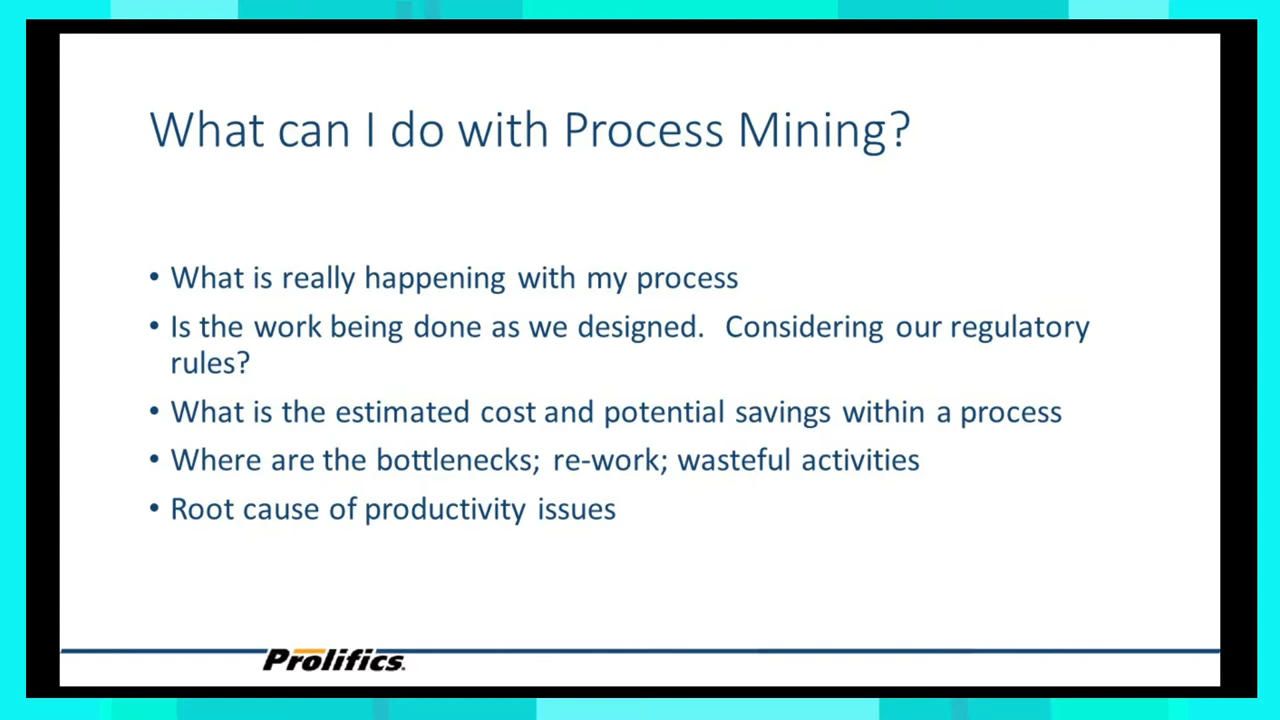 What can I do with Process Mining?
• What is really happening with my process
• Is the work being done as we designed. Considering our regulatory
rules?
• What is the estimated cost and potential savings within a process
• Where are the bottlenecks; re-work; wasteful activities
• Root cause of productivity issues
Prolifics.